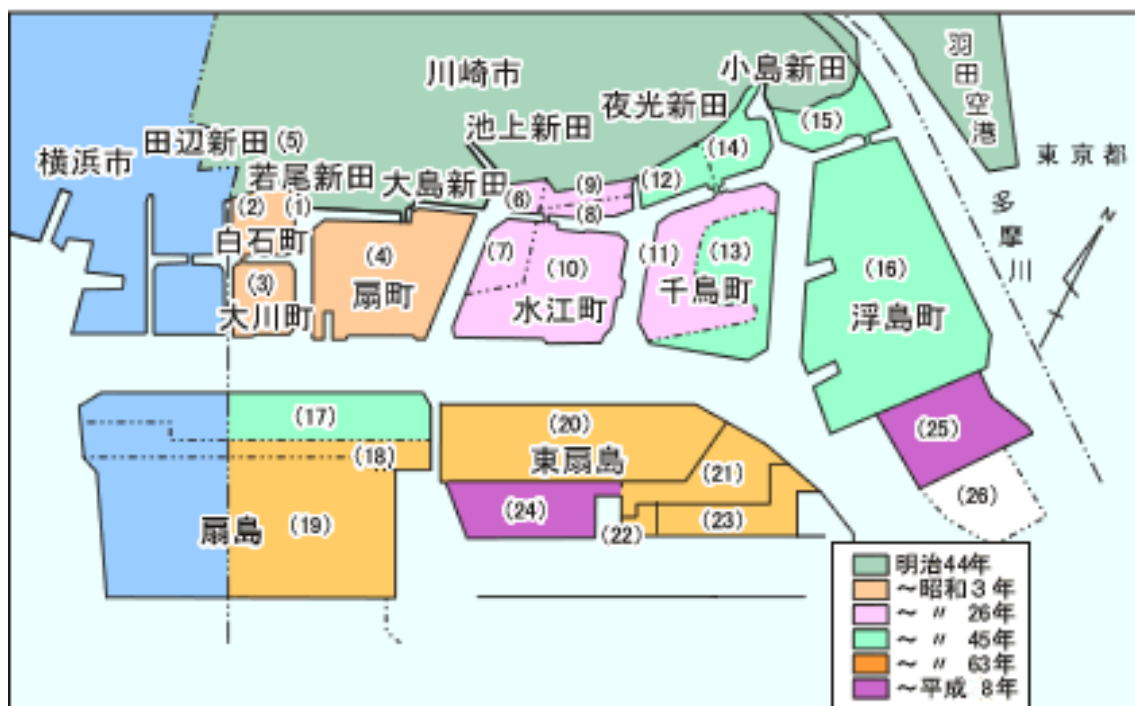 川崎市
小島新田
羽田空港
夜光新田
(15)
池上新田
(14)
東京都
田辺新田 (5)
横浜市
若尾新田
大島新田
(9)
(12)
(6)
(8)
多摩川
N
(2)
(1)
白石町
(7)
(11)
(13)
(4)
(10)
(16)
(3)
扇町
千鳥町
大川町
水江町
浮島町
(17)
(20)
(25)
(18)
東扇島
(21)
(26)
(24)
(19)
(23)
扇島
(22)
明治44年
～昭和3年
～ 〃 26年
～ 〃 45年
～ 〃 63年
～平成 8年